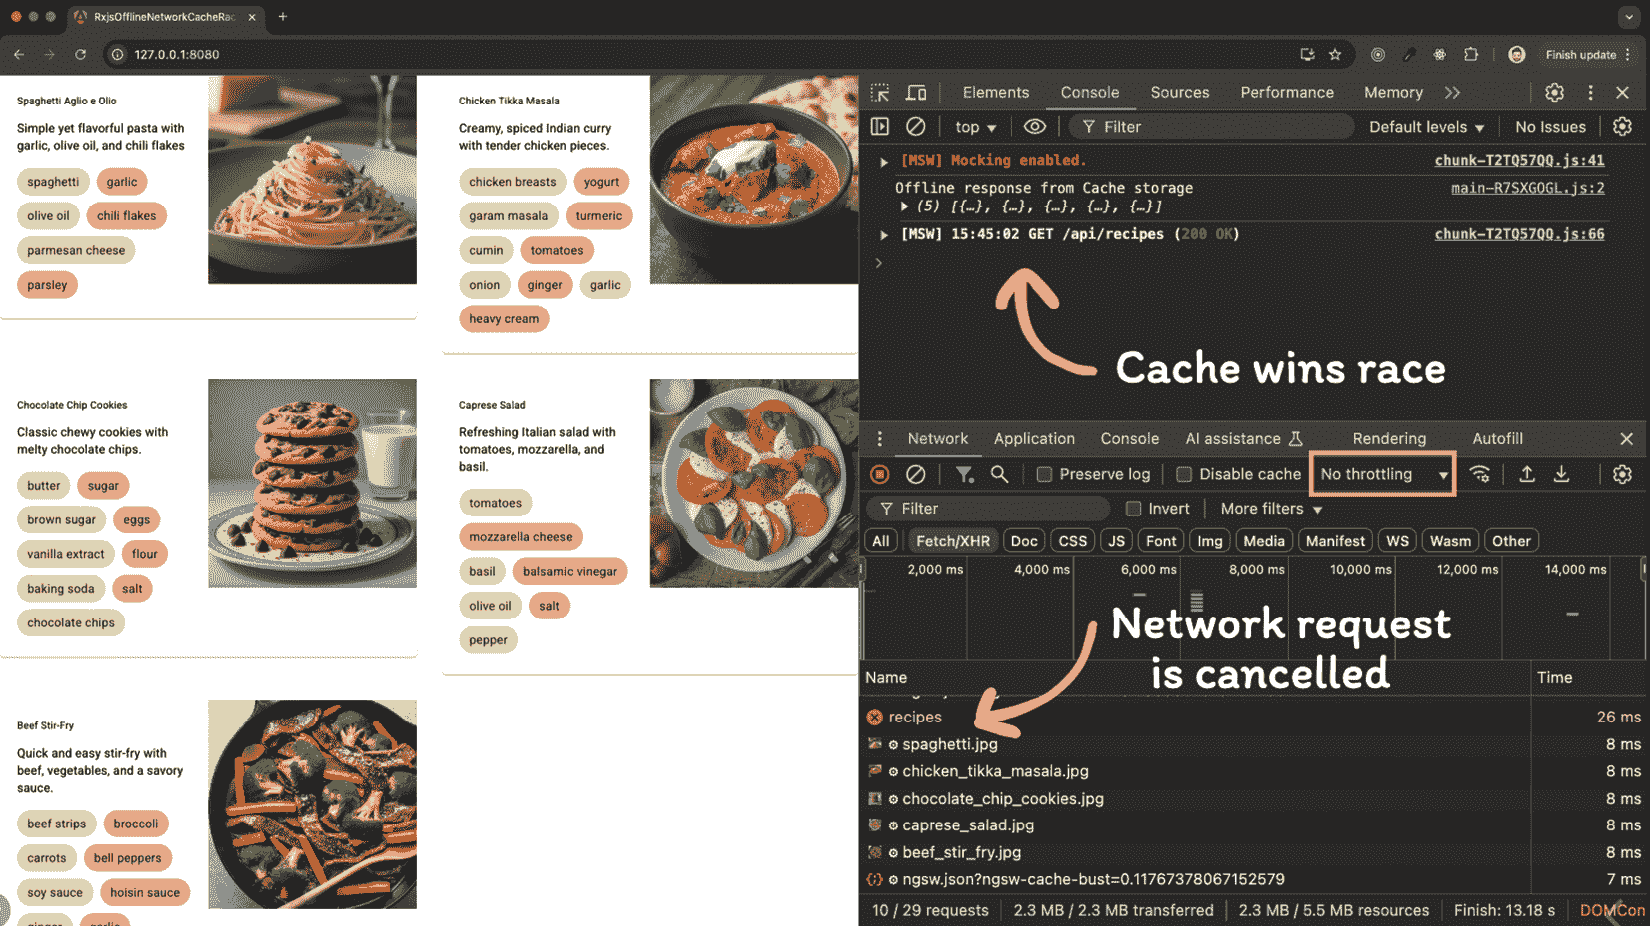 RxjsOfflineNetworkCacheRac
127.0.0.1:8080
Finish update
Spaghetti Aglio e Olio
Simple yet flavorful pasta with
garlic, olive oil, and chili flakes
spaghetti garlic
olive oil chili flakes
parmesan cheese
parsley
Chicken Tikka Masala
Creamy, spiced Indian curry
with tender chicken pieces.
chicken breasts yogurt
garam masala turmeric
cumin tomatoes
onion ginger garlic
heavy cream
Chocolate Chip Cookies
Classic chewy cookies with
melty chocolate chips.
butter sugar
brown sugar eggs
vanilla extract flour
baking soda salt
chocolate chips
Caprese Salad
Refreshing Italian salad with
tomatoes, mozzarella, and
basil.
tomatoes
mozzarella cheese
basil balsamic vinegar
olive oil salt
pepper
Beef Stir-Fry
Quick and easy stir-fry with
beef, vegetables, and a savory
sauce.
beef strips broccoli
carrots bell peppers
soy sauce hoisin sauce
ginger garlic
Elements Console Sources Performance Memory
top Filter Default levels No Issues
[MSW] Mocking enabled. chunk-T2TQ57QQ.js:41
Offline response from Cache storage main-R7SXGOGL.js:2
(5) [{…}, {…}, {…}, {…}, {…}]
[MSW] 15:45:02 GET /api/recipes (200 OK) chunk-T2TQ57QQ.js:66
Cache wins race
Network Application Console AI assistance Rendering Autofill
Preserve log Disable cache No throttling
Filter Invert More filters
All Fetch/XHR Doc CSS JS Font Img Media Manifest WS Wasm Other
2,000 ms 4,000 ms 6,000 ms 8,000 ms 10,000 ms 12,000 ms 14,000 ms
Network request
is cancelled
Name Time
recipes 26 ms
spaghetti.jpg 8 ms
chicken_tikka_masala.jpg 8 ms
chocolate_chip_cookies.jpg 8 ms
caprese_salad.jpg 8 ms
beef_stir_fry.jpg 8 ms
ngsw.json?ngsw-cache-bust=0.11767378067152579 7 ms
10 / 29 requests 2.3 MB / 2.3 MB transferred 2.3 MB / 5.5 MB resources Finish: 13.18 s DOMCon